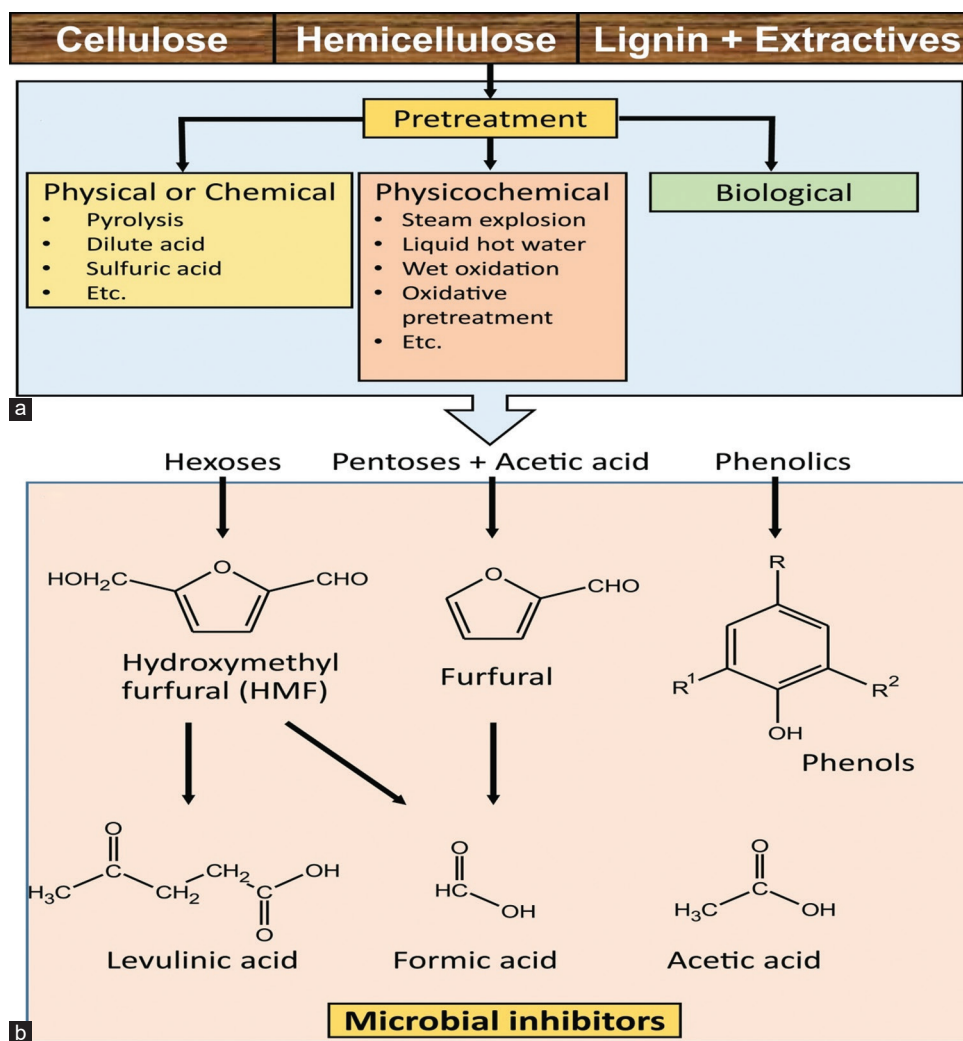 Cellulose
Hemicellulose
Lignin + Extractives
Pretreatment
Physical or Chemical
• Pyrolysis
• Dilute acid
• Sulfuric acid
• Etc.
Physicochemical
• Steam explosion
• Liquid hot water
• Wet oxidation
• Oxidative
pretreatment
• Etc.
Biological
a
Hexoses
Pentoses + Acetic acid
Phenolics
HOH₂C
O
CHO
Hydroxymethyl
furfural (HMF)
O
CHO
Furfural
R
R¹
R²
OH
Phenols
O
C
H₃C
CH₂
CH₂
C
OH
O
Levulinic acid
O
HC
OH
Formic acid
O
C
H₃C
OH
Acetic acid
Microbial inhibitors
b